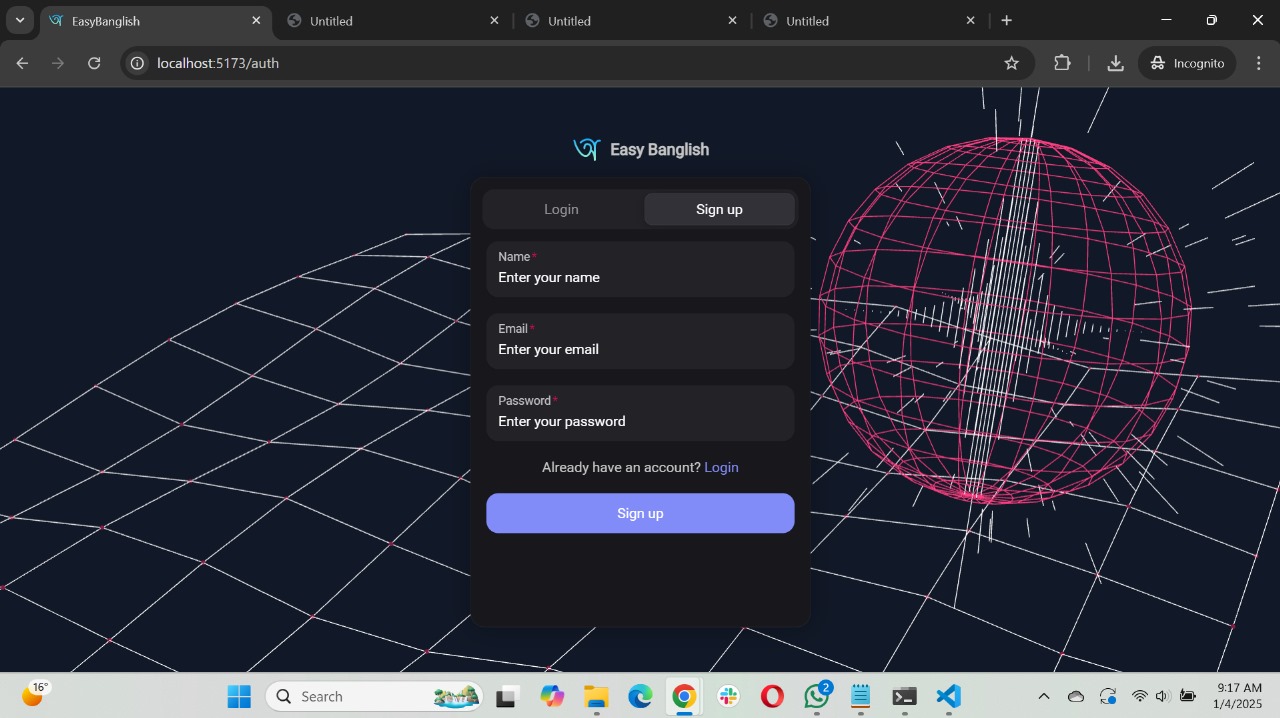 EasyBanglish
Untitled
Untitled
Untitled
localhost:5173/auth
Incognito
Easy Banglish
Login
Sign up
Name*
Enter your name
Email*
Enter your email
Password*
Enter your password
Already have an account? Login
Sign up
16°
Search
2
9:17 AM
1/4/2025